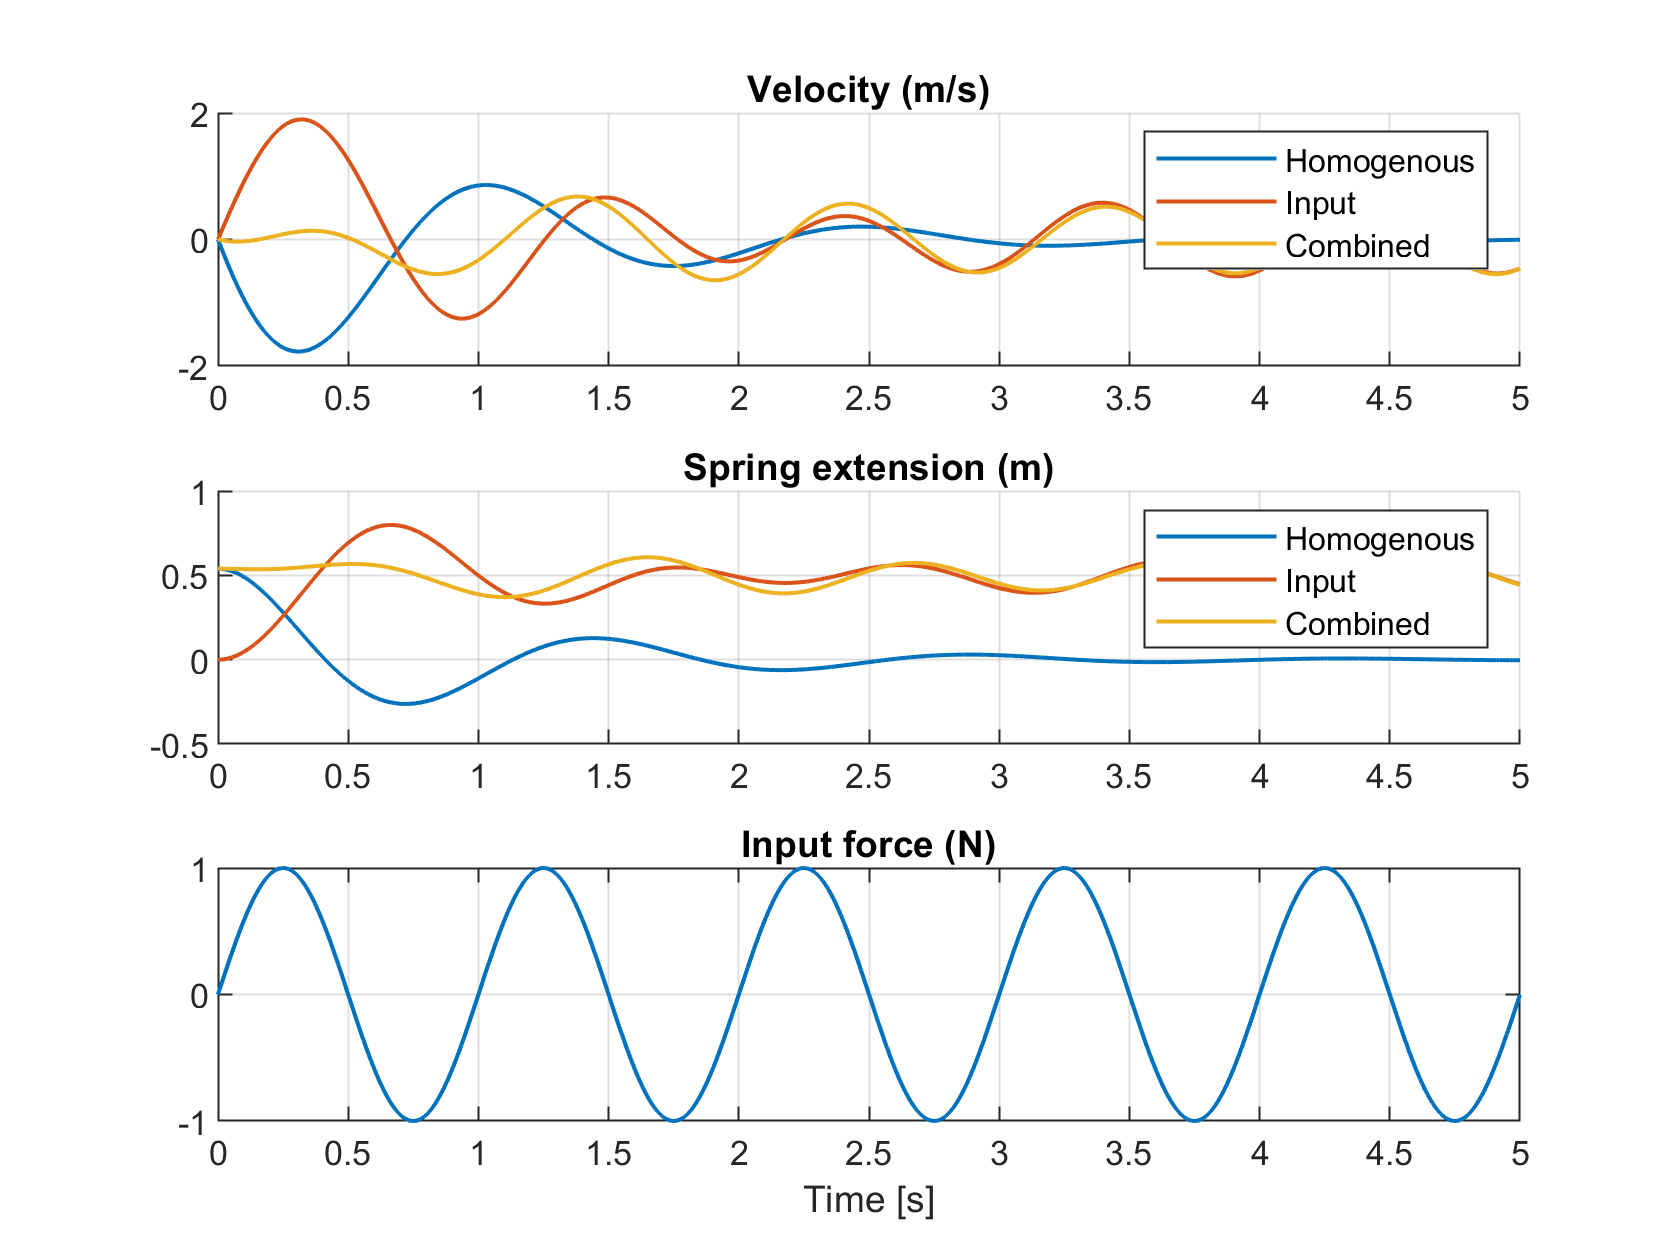 Velocity (m/s)
2
0
-2
Homogenous
Input
Combined
0 0.5 1 1.5 2 2.5 3 3.5 4 4.5 5
Spring extension (m)
1
0.5
0
-0.5
Homogenous
Input
Combined
0 0.5 1 1.5 2 2.5 3 3.5 4 4.5 5
Input force (N)
1
0
-1
0 0.5 1 1.5 2 2.5 3 3.5 4 4.5 5
Time [s]